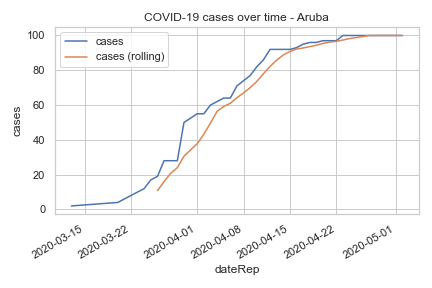 COVID-19 cases over time - Aruba
cases
cases (rolling)
100
80
60
40
20
0
cases
2020-03-15
2020-03-22
2020-04-01
2020-04-08
2020-04-15
2020-04-22
2020-05-01
dateRep